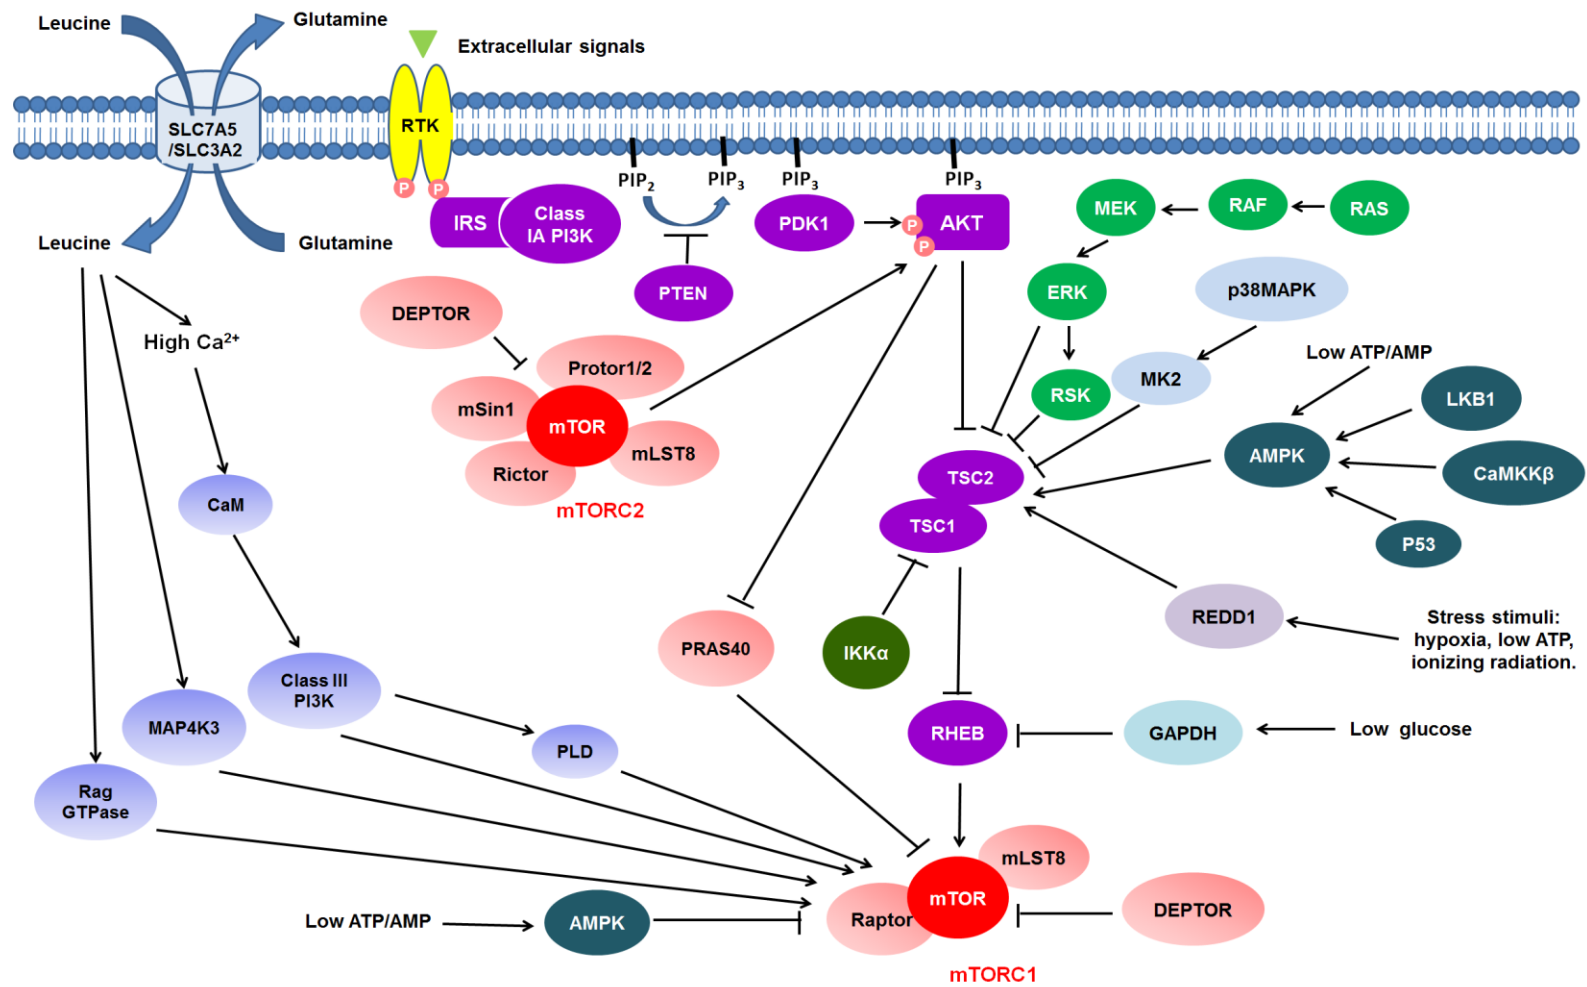 Leucine
Glutamine
Extracellular signals
SLC7A5
/SLC3A2
RTK
P
P
PIP2
PIP3
PIP3
PIP3
IRS
Class
IA PI3K
PDK1
P
P
AKT
MEK
RAF
RAS
Leucine
Glutamine
PTEN
ERK
p38MAPK
DEPTOR
High Ca2+
Protor1/2
Low ATP/AMP
mSin1
mTOR
RSK
MK2
LKB1
mLST8
Rictor
AMPK
CaMKKβ
TSC2
mTORC2
CaM
TSC1
P53
PRAS40
IKKα
REDD1
Stress stimuli:
hypoxia, low ATP,
ionizing radiation.
Class III
PI3K
MAP4K3
PLD
RHEB
GAPDH
Low glucose
Rag
GTPase
mLST8
mTOR
Raptor
DEPTOR
Low ATP/AMP
AMPK
mTORC1